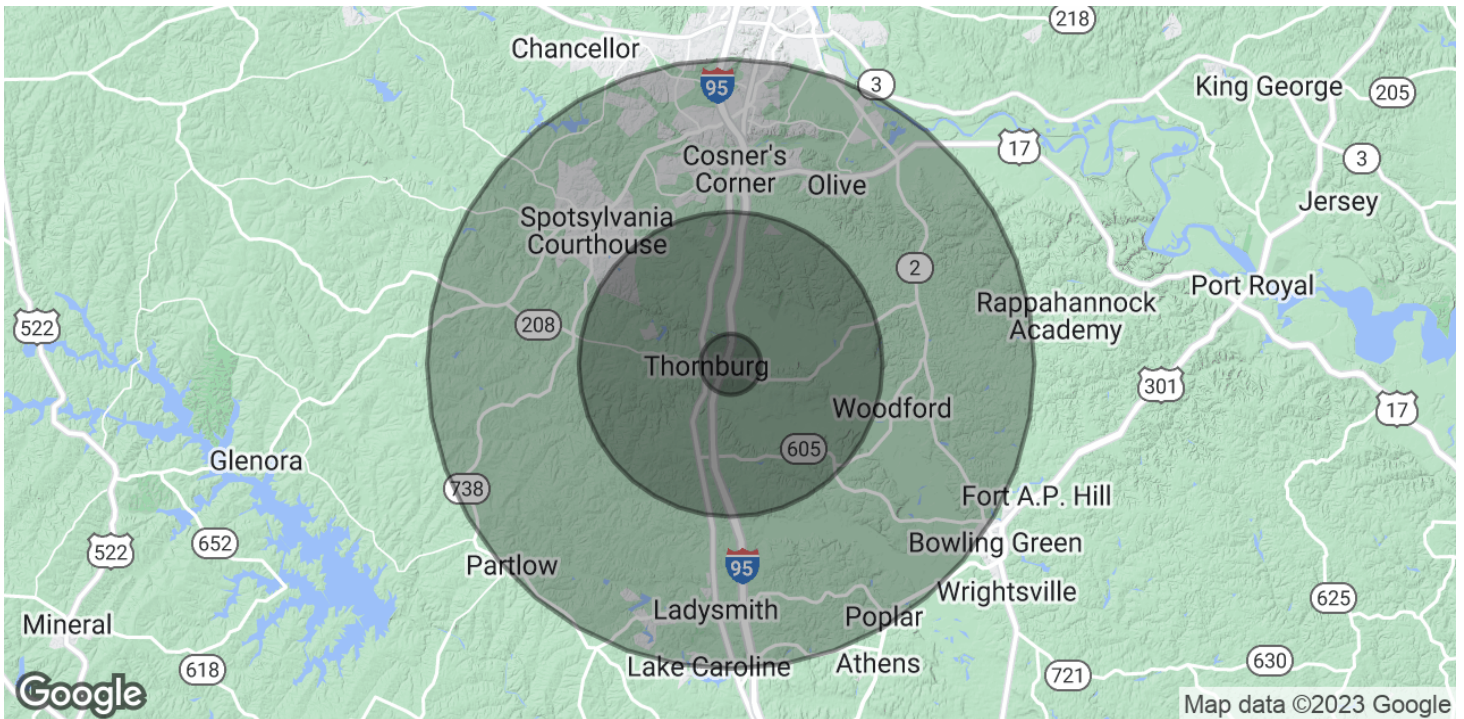 218
Chancellor
95
3
King George
205
17
Cosner's
Corner
Olive
3
Jersey
Spotsylvania
Courthouse
2
Port Royal
Rappahannock
Academy
522
208
Thornburg
301
Woodford
17
605
Glenora
738
Fort A.P. Hill
652
522
Bowling Green
Partlow
95
Wrightsville
Ladysmith
Poplar
625
Mineral
Lake Caroline
Athens
618
721
630
Google
Map data ©2023 Google